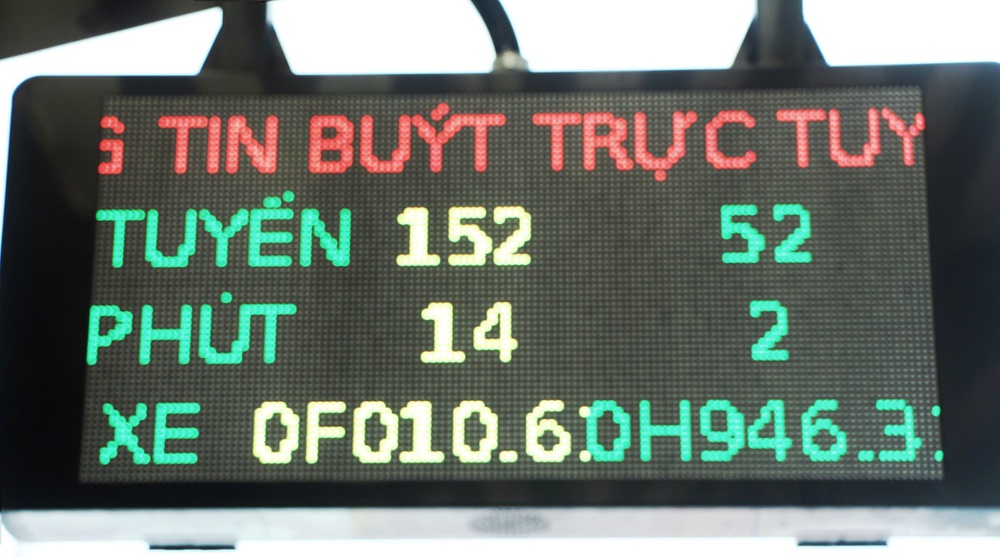 G TIN BUÝT TRỰC TUY
TUYẾN 152 52
PHÚT 14 2
XE 0F010.6 0H946.3